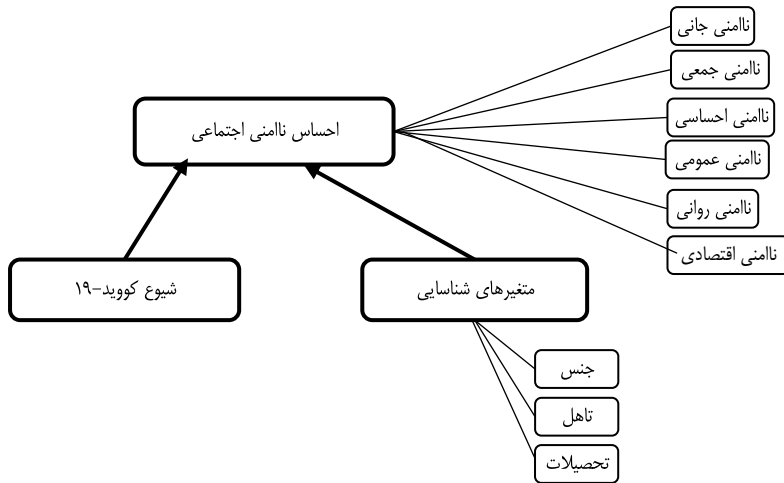 ناامنی جانی
ناامنی جمعی
احساس ناامنی اجتماعی
ناامنی احساسی
ناامنی عمومی
ناامنی روانی
ناامنی اقتصادی
متغیرهای شناسایی
شیوع کووید-۱۹
جنس
تاهل
تحصیلات